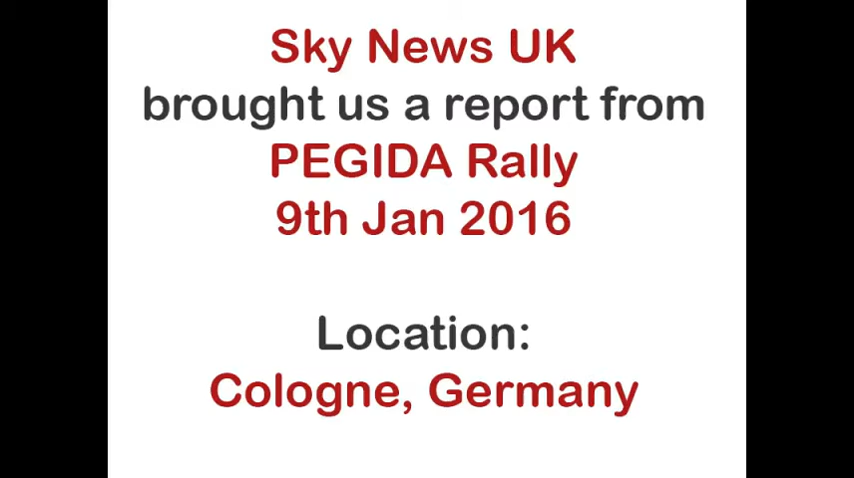 Sky News UK
brought us a report from
PEGIDA Rally
9th Jan 2016
Location:
Cologne, Germany